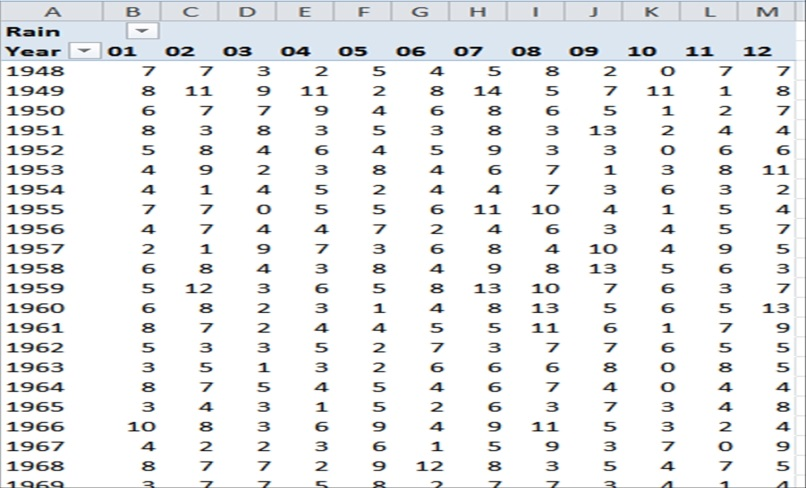 A B C D E F G H I J K L M
Rain
Year 01 02 03 04 05 06 07 08 09 10 11 12
1948 7 7 3 2 5 4 5 8 2 0 7 7
1949 8 11 9 11 2 8 14 5 7 11 1 8
1950 6 7 7 9 4 6 8 6 5 1 2 7
1951 8 3 8 3 5 3 8 3 13 2 4 4
1952 5 8 4 6 4 5 9 3 3 0 6 6
1953 4 9 2 3 8 4 6 7 1 3 8 11
1954 4 1 4 5 2 4 4 7 3 6 3 2
1955 7 7 0 5 5 6 11 10 4 1 5 4
1956 4 7 4 4 7 2 4 6 3 4 5 7
1957 2 1 9 7 3 6 8 4 10 4 9 5
1958 6 8 4 3 8 4 9 8 13 5 6 3
1959 5 12 3 6 5 8 13 10 7 6 3 7
1960 6 8 2 3 1 4 8 13 5 6 5 13
1961 8 7 2 4 4 5 5 11 6 1 7 9
1962 5 3 3 5 2 7 3 7 7 6 5 5
1963 3 5 1 3 2 6 6 6 8 0 8 5
1964 8 7 5 4 5 4 6 7 4 0 4 4
1965 3 4 3 1 5 2 6 3 7 3 4 8
1966 10 8 3 6 9 4 9 11 5 3 2 4
1967 4 2 2 3 6 1 5 9 3 7 0 9
1968 8 7 7 2 9 12 8 3 5 4 7 5
1969 3 7 7 5 8 2 7 7 3 4 1 4